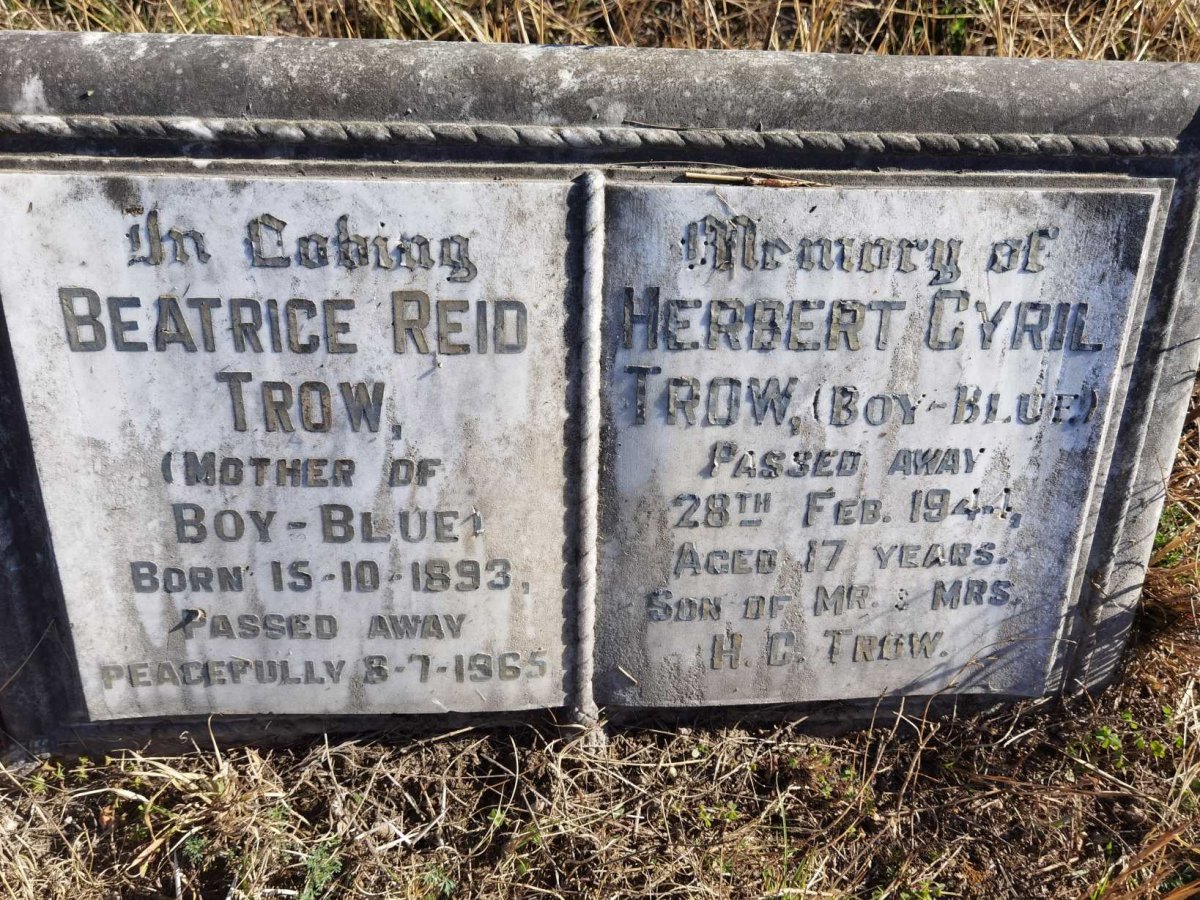 In Loving
BEATRICE REID
TROW,
(MOTHER OF
BOY-BLUE)
BORN 15-10-1893,
PASSED AWAY
PEACEFULLY 8-7-1965
Memory of
HERBERT CYRIL
TROW, (BOY-BLUE.)
PASSED AWAY
28TH FEB. 1944,
AGED 17 YEARS.
SON OF MR. & MRS.
H. C. TROW.